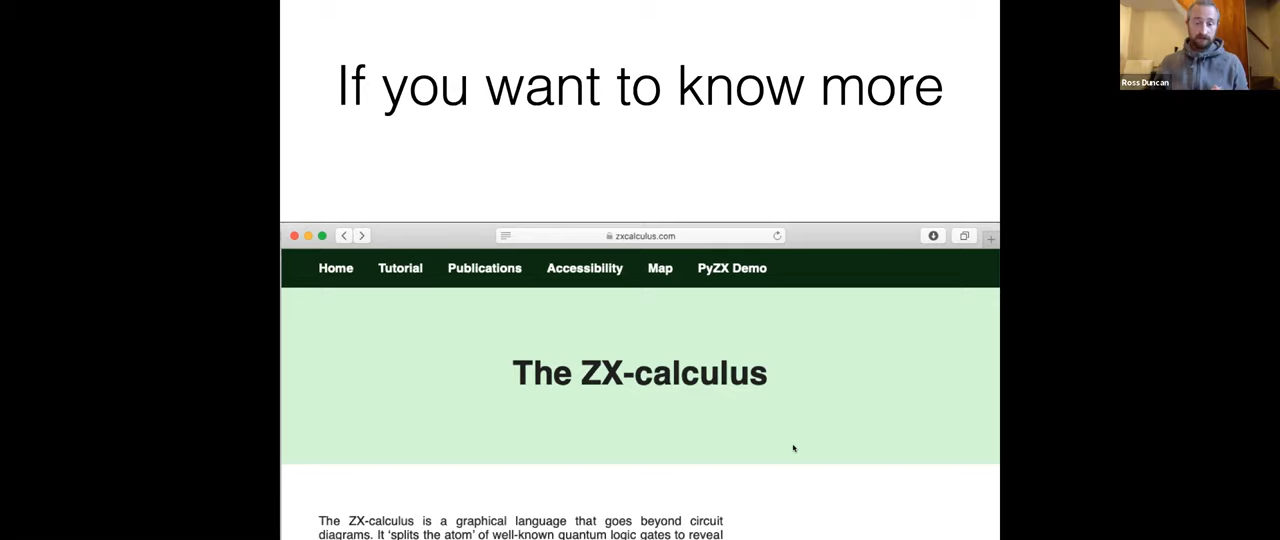 If you want to know more
Ross Duncan
zxcalculus.com
Home Tutorial Publications Accessibility Map PyZX Demo
The ZX-calculus
The ZX-calculus is a graphical language that goes beyond circuit
diagrams. It 'splits the atom' of well-known quantum logic gates to reveal